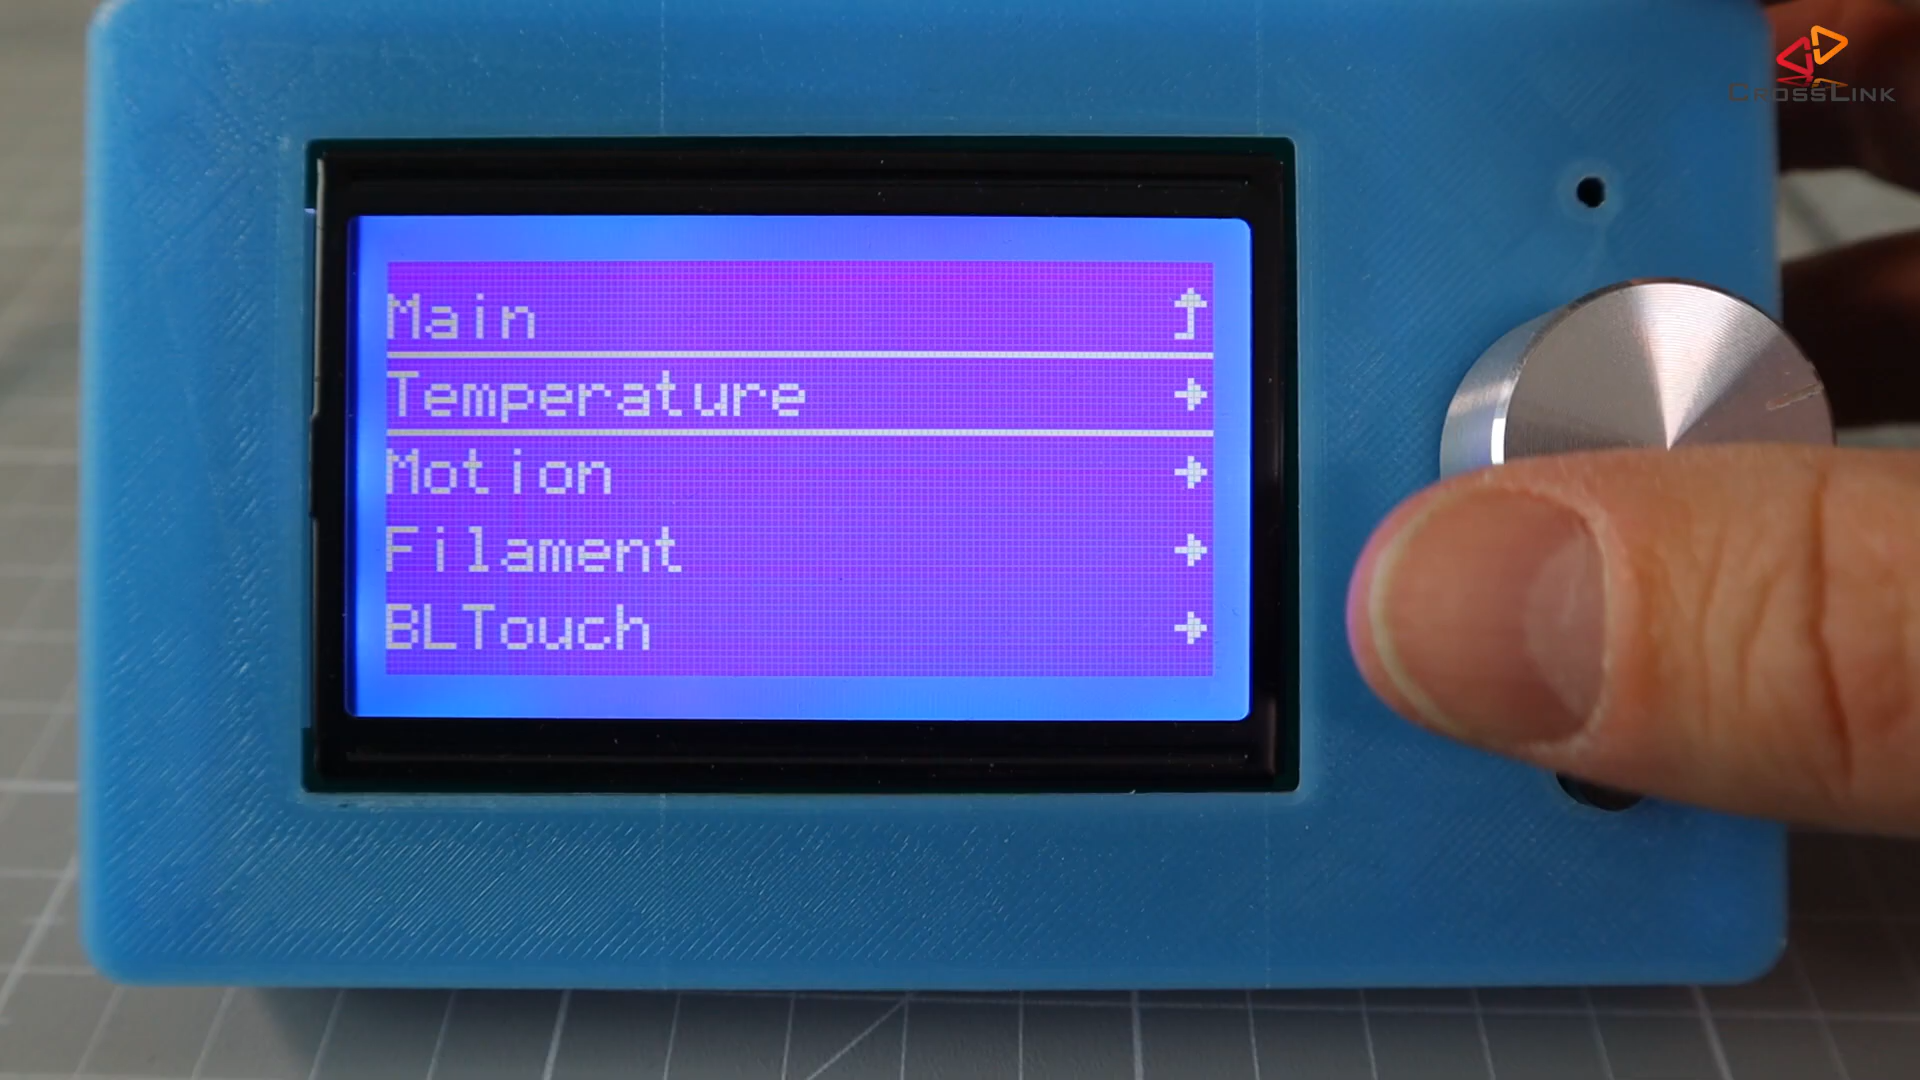 CrossLink
Main
Temperature
Motion
Filament
BLTouch